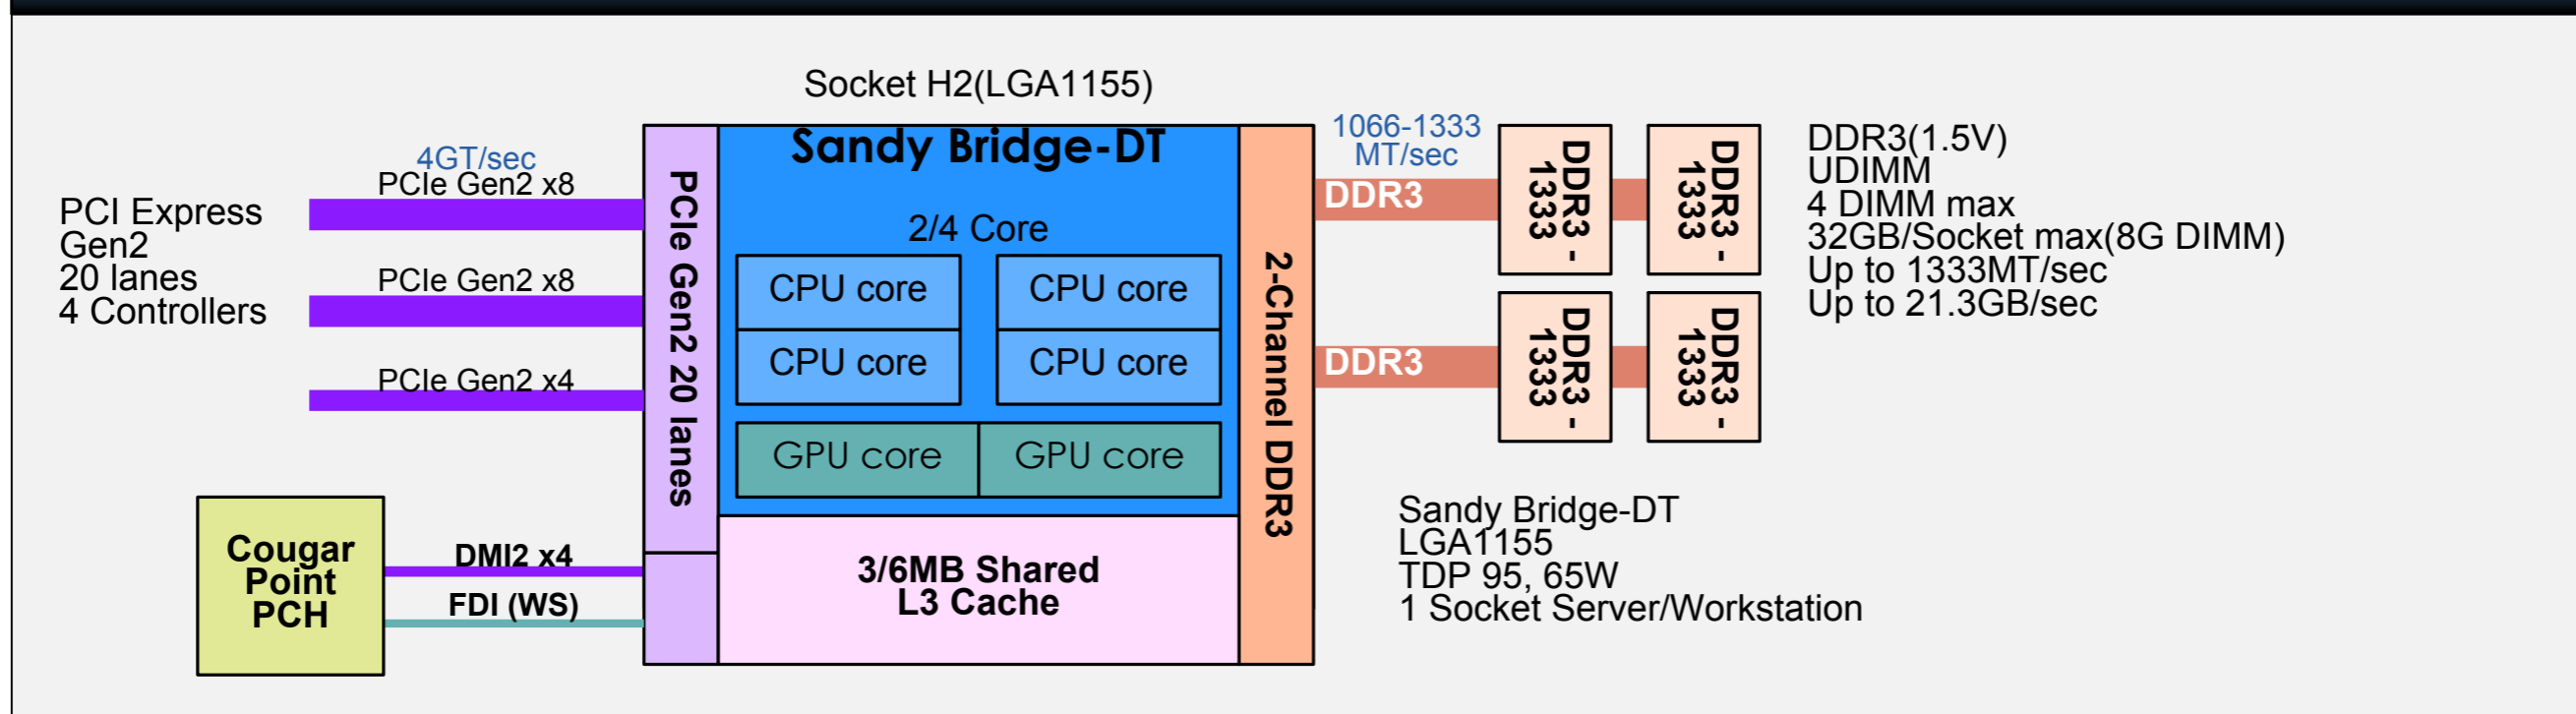 Socket H2(LGA1155)
Sandy Bridge-DT
4GT/sec
PCIe Gen2 x8
PCI Express
Gen2
20 lanes
4 Controllers
PCIe Gen2 x8
PCIe Gen2 x4
PCIe Gen2 20 lanes
2/4 Core
CPU core
CPU core
CPU core
CPU core
GPU core
GPU core
3/6MB Shared
L3 Cache
2-Channel DDR3
1066-1333
MT/sec
DDR3
DDR3 -
1333
DDR3 -
1333
DDR3
DDR3 -
1333
DDR3 -
1333
DDR3(1.5V)
UDIMM
4 DIMM max
32GB/Socket max(8G DIMM)
Up to 1333MT/sec
Up to 21.3GB/sec
Cougar
Point
PCH
DMI2 x4
FDI (WS)
Sandy Bridge-DT
LGA1155
TDP 95, 65W
1 Socket Server/Workstation